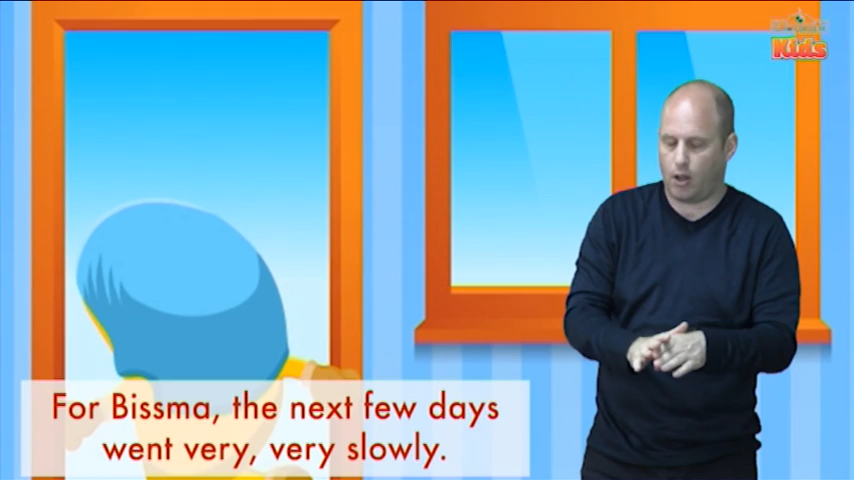 Kids
For Bissma, the next few days
went very, very slowly.